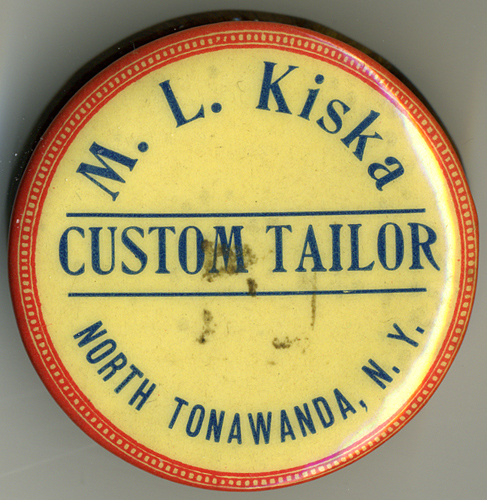 M. L. Kiska
CUSTOM TAILOR
NORTH TONAWANDA, N. Y.